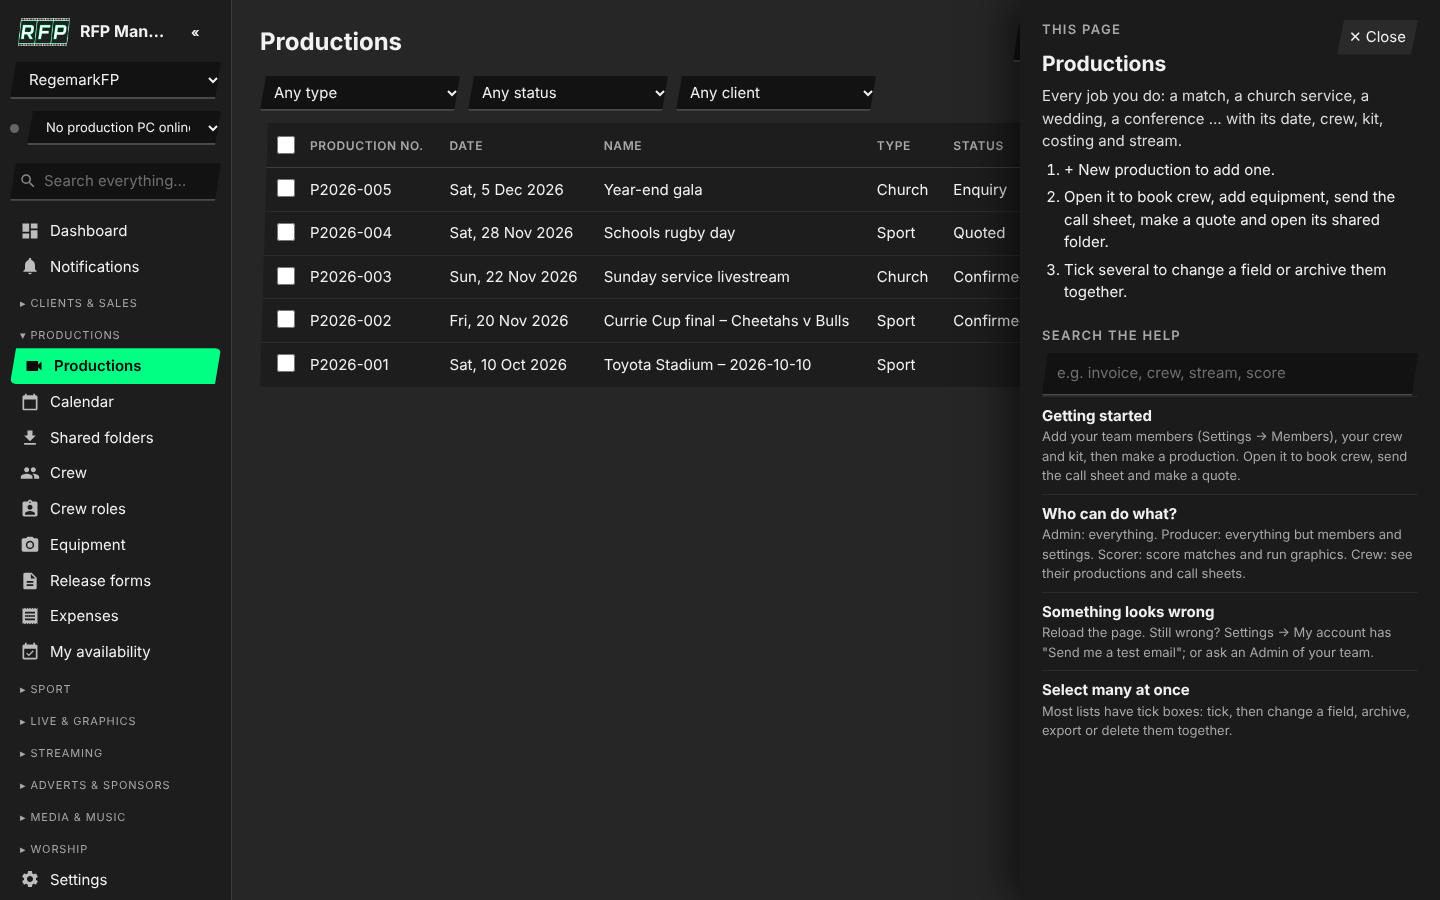 RFP RFP Man... «
RegemarkFP
No production PC onlin
Search everything...
Dashboard
Notifications
▸ CLIENTS & SALES
▾ PRODUCTIONS
Productions
Calendar
Shared folders
Crew
Crew roles
Equipment
Release forms
Expenses
My availability
▸ SPORT
▸ LIVE & GRAPHICS
▸ STREAMING
▸ ADVERTS & SPONSORS
▸ MEDIA & MUSIC
▸ WORSHIP
Settings
Productions
Any type Any status Any client
PRODUCTION NO. DATE NAME TYPE STATUS
P2026-005 Sat, 5 Dec 2026 Year-end gala Church Enquiry
P2026-004 Sat, 28 Nov 2026 Schools rugby day Sport Quoted
P2026-003 Sun, 22 Nov 2026 Sunday service livestream Church Confirme
P2026-002 Fri, 20 Nov 2026 Currie Cup final – Cheetahs v Bulls Sport Confirme
P2026-001 Sat, 10 Oct 2026 Toyota Stadium – 2026-10-10 Sport
THIS PAGE
✕ Close
Productions
Every job you do: a match, a church service, a
wedding, a conference ... with its date, crew, kit,
costing and stream.
1. + New production to add one.
2. Open it to book crew, add equipment, send the
call sheet, make a quote and open its shared
folder.
3. Tick several to change a field or archive them
together.
SEARCH THE HELP
e.g. invoice, crew, stream, score
Getting started
Add your team members (Settings → Members), your crew
and kit, then make a production. Open it to book crew, send
the call sheet and make a quote.
Who can do what?
Admin: everything. Producer: everything but members and
settings. Scorer: score matches and run graphics. Crew: see
their productions and call sheets.
Something looks wrong
Reload the page. Still wrong? Settings → My account has
"Send me a test email"; or ask an Admin of your team.
Select many at once
Most lists have tick boxes: tick, then change a field, archive,
export or delete them together.